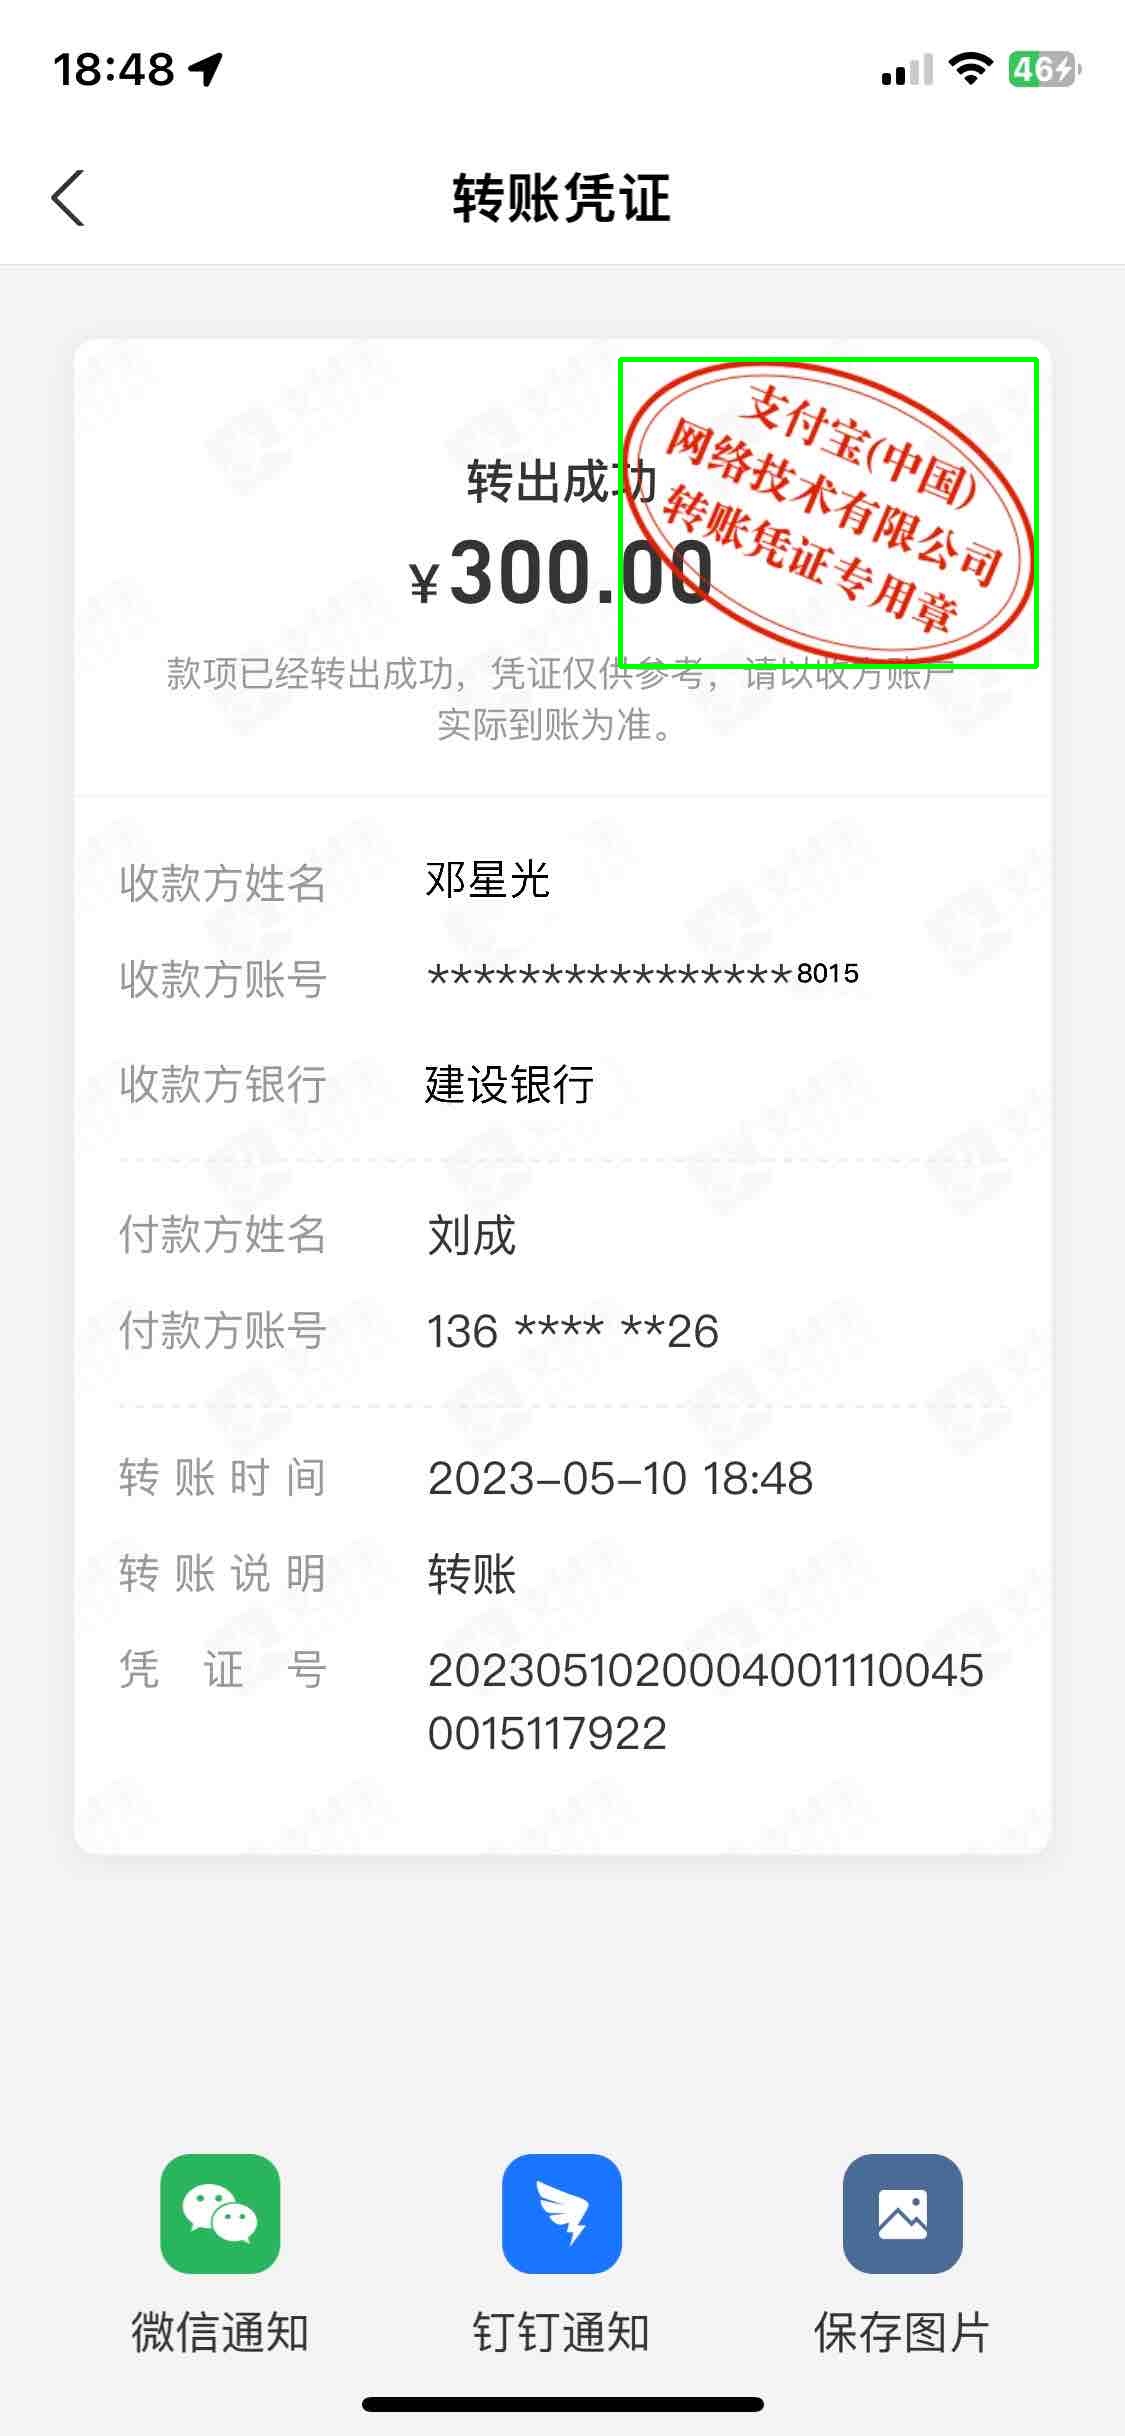 18:48
46
转账凭证
支付宝(中国)
网络技术有限公司
转账凭证专用章
转出成功
¥300.00
款项已经转出成功，凭证仅供参考，请以收方账户
实际到账为准。
收款方姓名 邓星光
收款方账号 ****************8015
收款方银行 建设银行
付款方姓名 刘成
付款方账号 136 **** **26
转账时间 2023-05-10 18:48
转账说明 转账
凭证号 2023051020004001110045
0015117922
微信通知 钉钉通知 保存图片